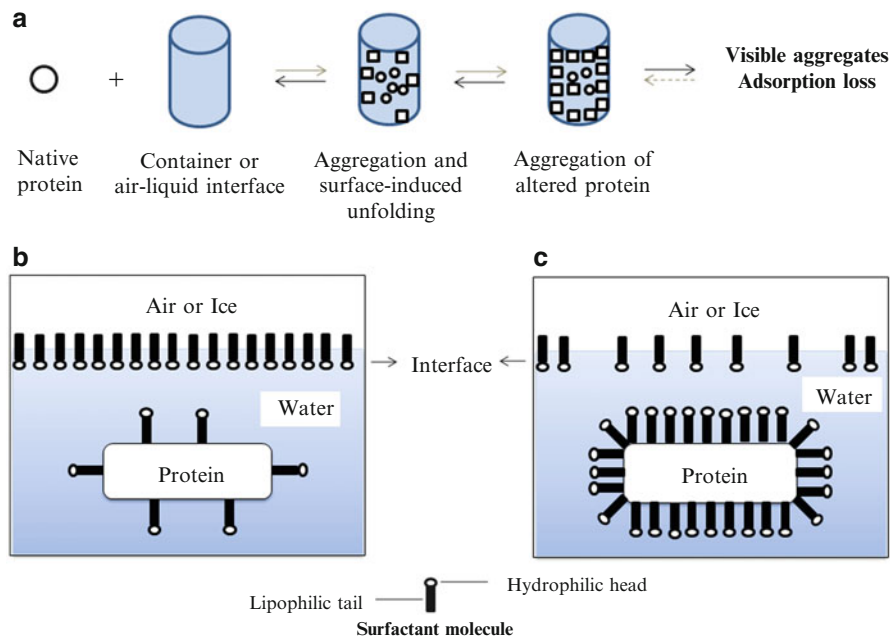 a
+
Visible aggregates
Adsorption loss
Native
protein
Container or
air-liquid interface
Aggregation and
surface-induced
unfolding
Aggregation of
altered protein
b
Air or Ice
Water
Protein
Interface
c
Air or Ice
Water
Protein
Lipophilic tail
Hydrophilic head
Surfactant molecule